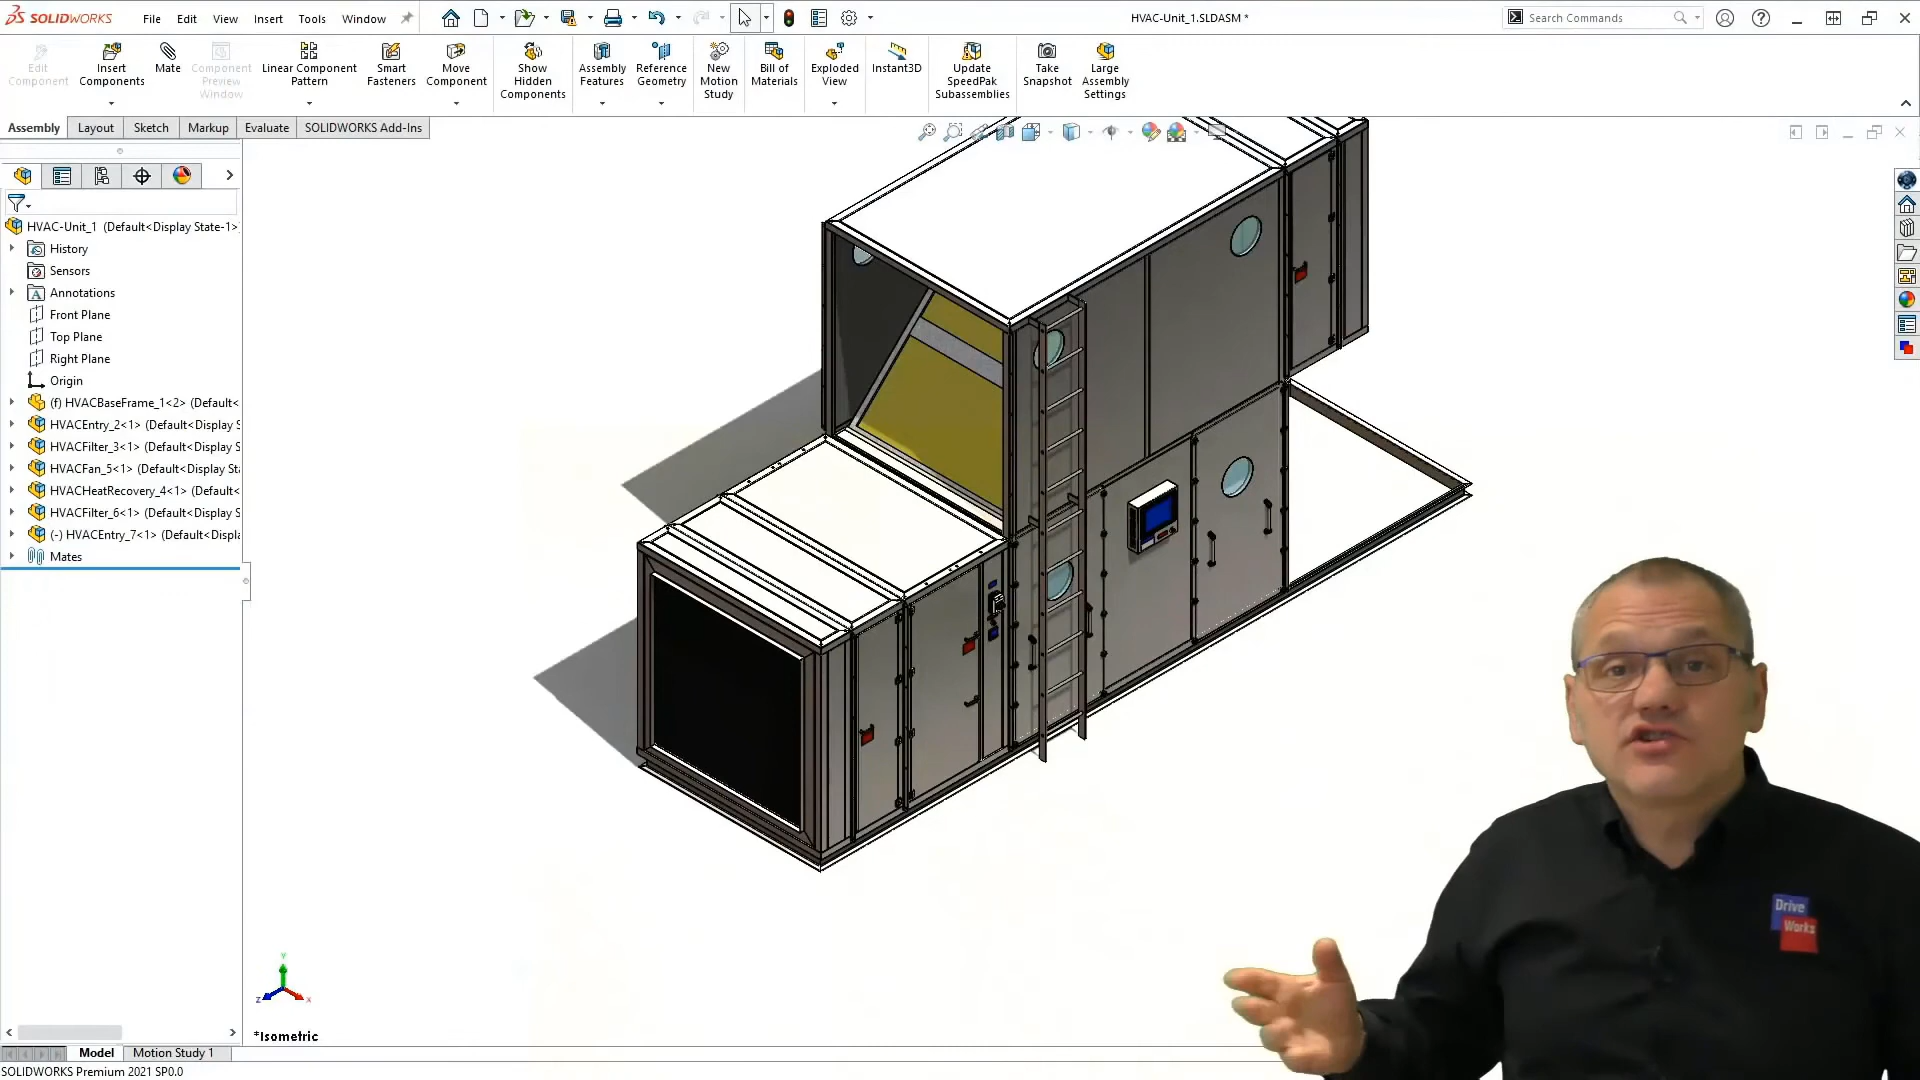 SOLIDWORKS File Edit View Insert Tools Window
HVAC-Unit_1.SLDASM *
Search Commands
Edit Component
Insert Components
Mate
Component Preview Window
Linear Component Pattern
Smart Fasteners
Move Component
Show Hidden Components
Assembly Features
Reference Geometry
New Motion Study
Bill of Materials
Exploded View
Instant3D
Update SpeedPak Subassemblies
Take Snapshot
Large Assembly Settings
Assembly Layout Sketch Markup Evaluate SOLIDWORKS Add-Ins
HVAC-Unit_1 (Default<Display State-1>
History
Sensors
Annotations
Front Plane
Top Plane
Right Plane
Origin
(f) HVACBaseFrame_1<2> (Default<
HVACEntry_2<1> (Default<Display S
HVACFilter_3<1> (Default<Display S
HVACFan_5<1> (Default<Display Sta
HVACHeatRecovery_4<1> (Default<
HVACFilter_6<1> (Default<Display S
(-) HVACEntry_7<1> (Default<Displa
Mates
Drive
Works
Y
Z
X
*Isometric
Model Motion Study 1
SOLIDWORKS Premium 2021 SP0.0